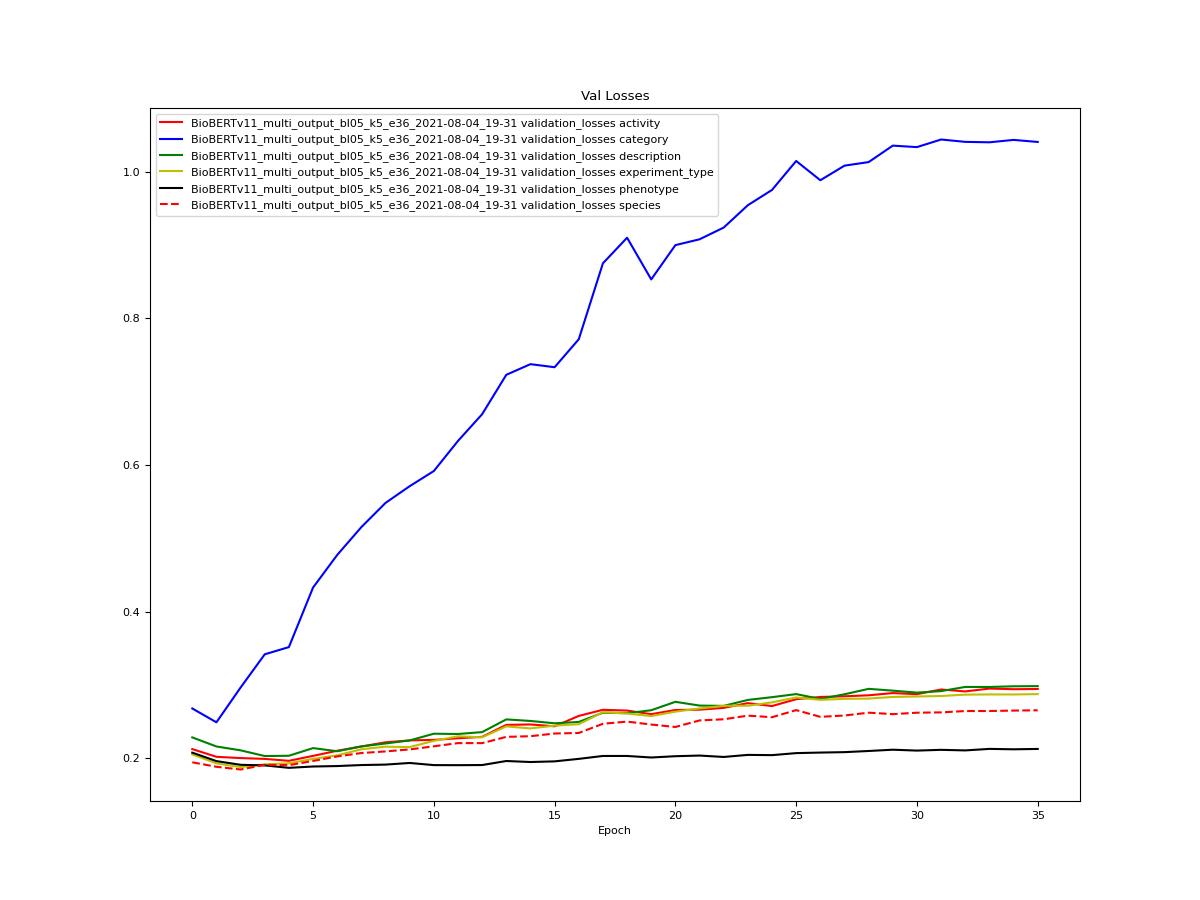 Val Losses
BioBERTv11_multi_output_bl05_k5_e36_2021-08-04_19-31 validation_losses activity
BioBERTv11_multi_output_bl05_k5_e36_2021-08-04_19-31 validation_losses category
BioBERTv11_multi_output_bl05_k5_e36_2021-08-04_19-31 validation_losses description
BioBERTv11_multi_output_bl05_k5_e36_2021-08-04_19-31 validation_losses experiment_type
BioBERTv11_multi_output_bl05_k5_e36_2021-08-04_19-31 validation_losses phenotype
BioBERTv11_multi_output_bl05_k5_e36_2021-08-04_19-31 validation_losses species
1.0
0.8
0.6
0.4
0.2
0 5 10 15 20 25 30 35
Epoch